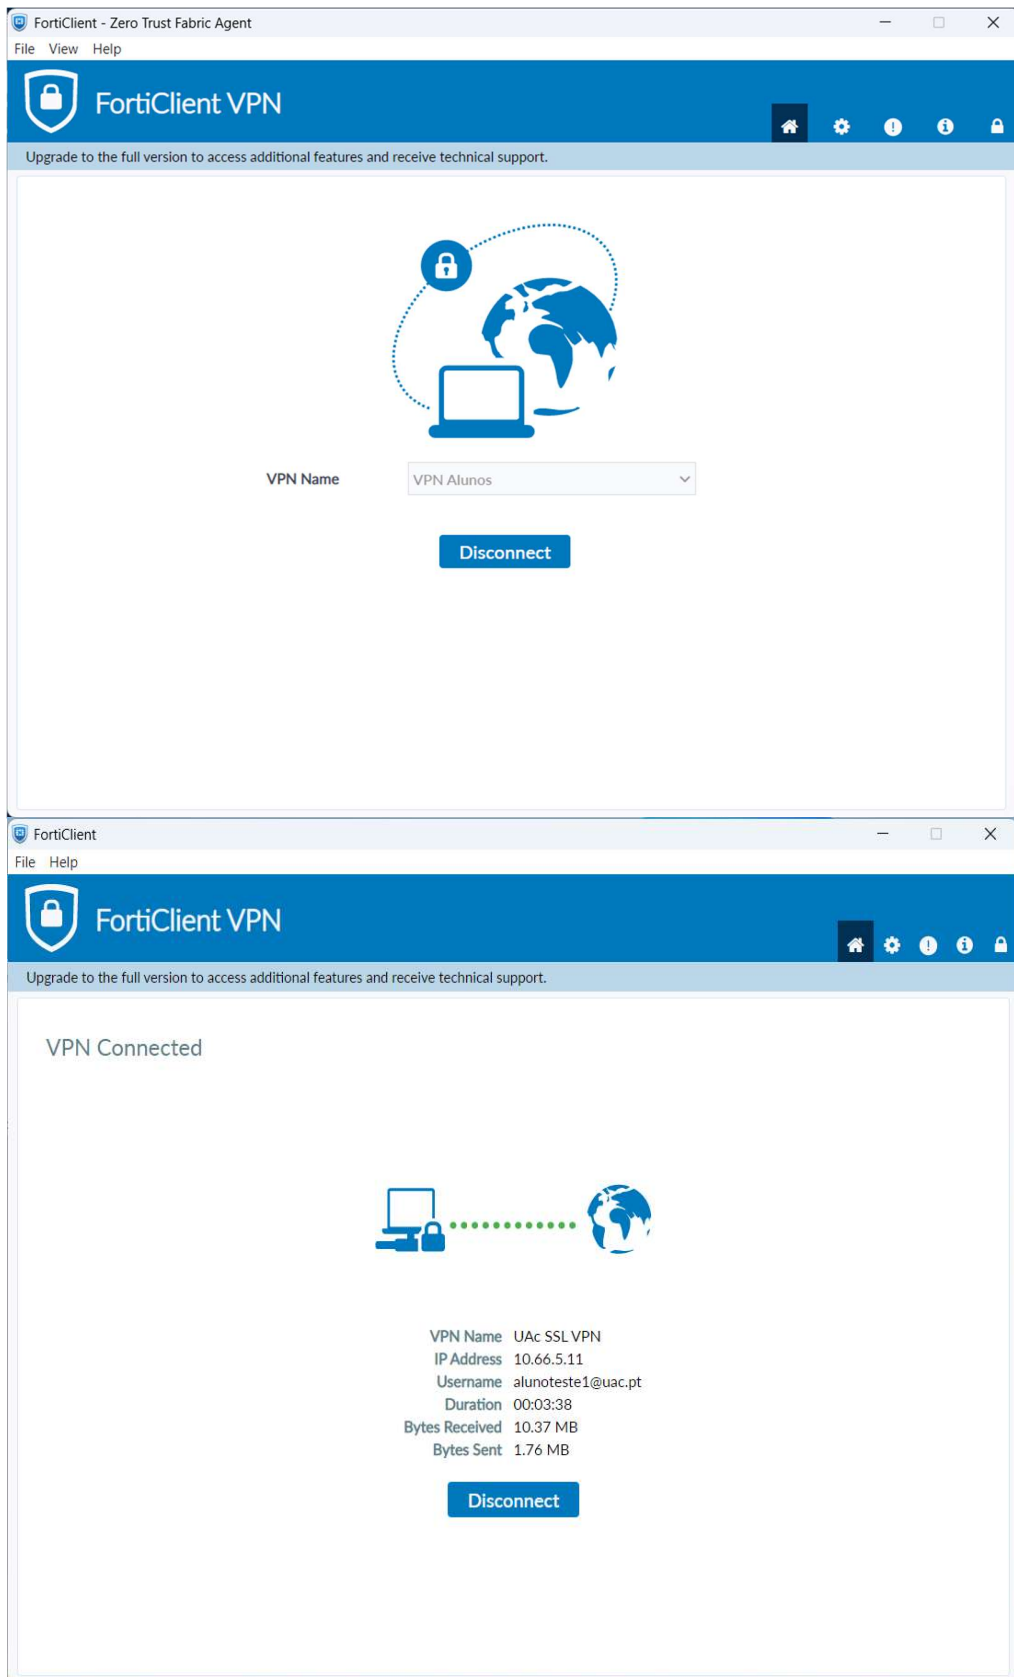 FortiClient - Zero Trust Fabric Agent
File View Help
FortiClient VPN
Upgrade to the full version to access additional features and receive technical support.
VPN Name VPN Alunos
Disconnect
FortiClient
File Help
FortiClient VPN
Upgrade to the full version to access additional features and receive technical support.
VPN Connected
VPN Name UAc SSL VPN
IP Address 10.66.5.11
Username alunoteste1@uac.pt
Duration 00:03:38
Bytes Received 10.37 MB
Bytes Sent 1.76 MB
Disconnect